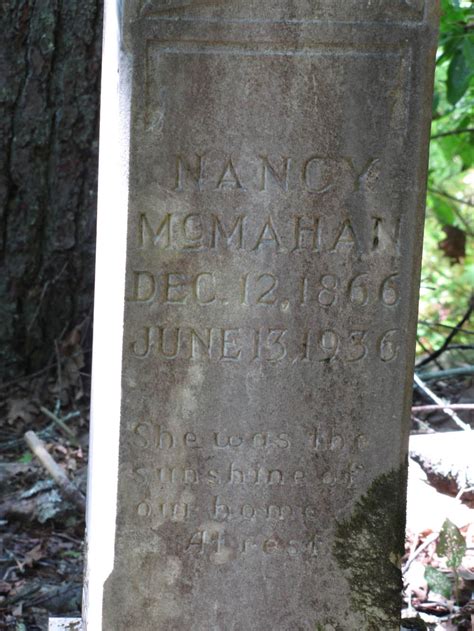 NANCY
McMAHAN
DEC. 12, 1866
JUNE 13, 1936
She was the
sunshine of
our home
At rest